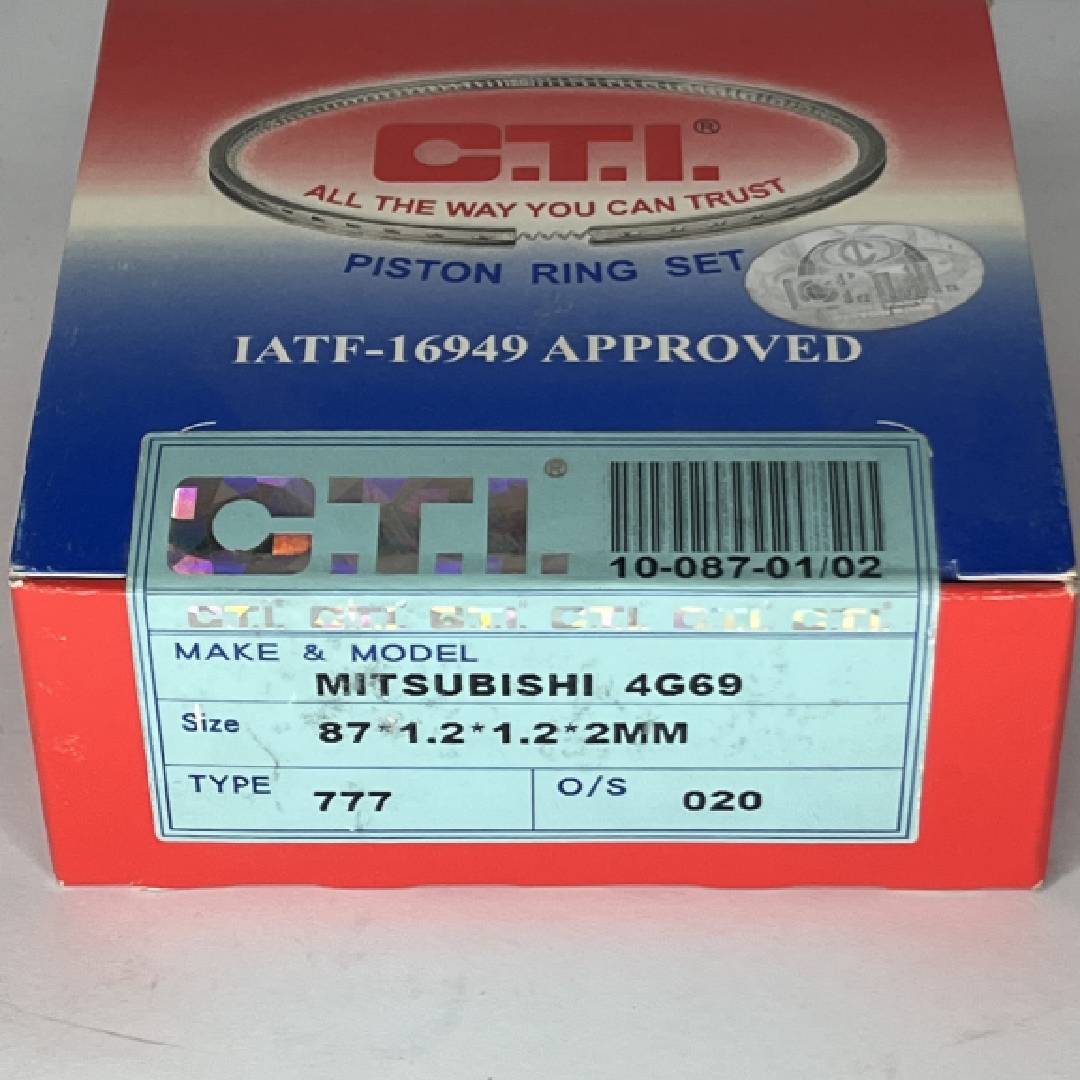 C.T.I.®
ALL THE WAY YOU CAN TRUST
PISTON RING SET
IATF-16949 APPROVED
C.T.I.®
10-087-01/02
C.T.I. C.T.I. C.T.I. C.T.I. C.T.I. C.T.I.
MAKE & MODEL
MITSUBISHI 4G69
Size 87*1.2*1.2*2MM
TYPE 777 O/S 020